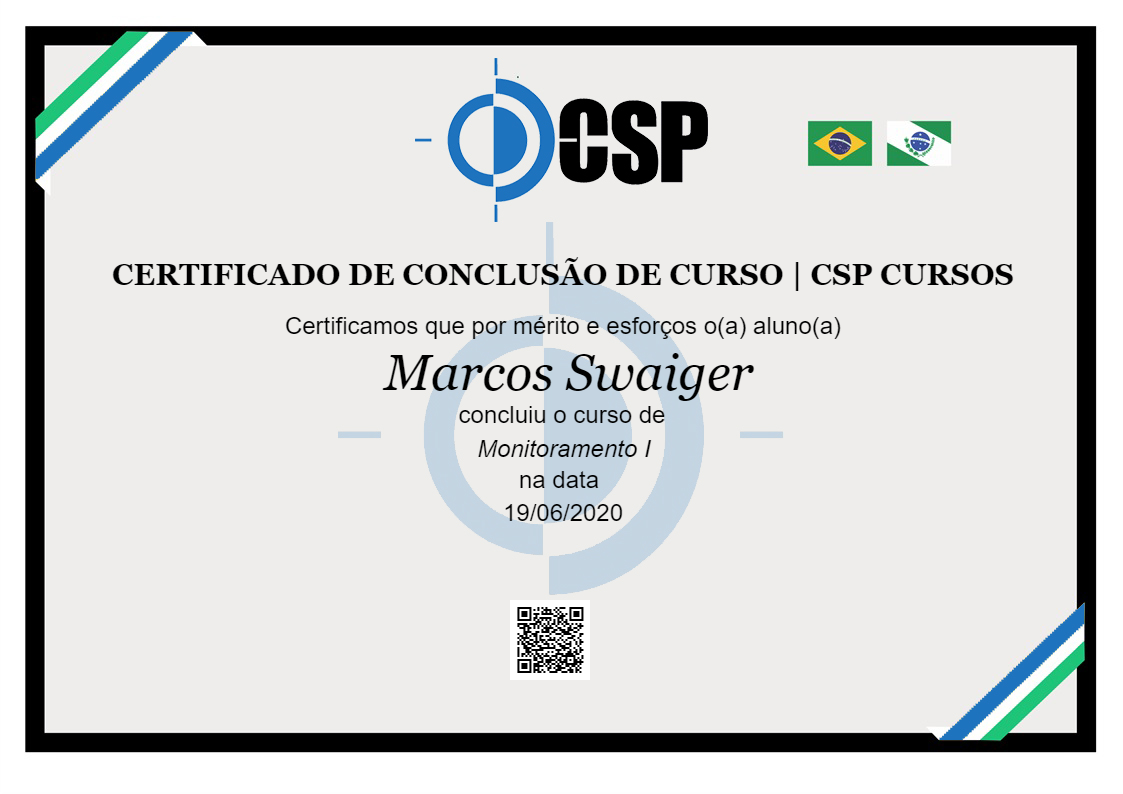 CSP
CERTIFICADO DE CONCLUSÃO DE CURSO | CSP CURSOS
Certificamos que por mérito e esforços o(a) aluno(a)
Marcos Swaiger
concluiu o curso de
Monitoramento I
na data
19/06/2020